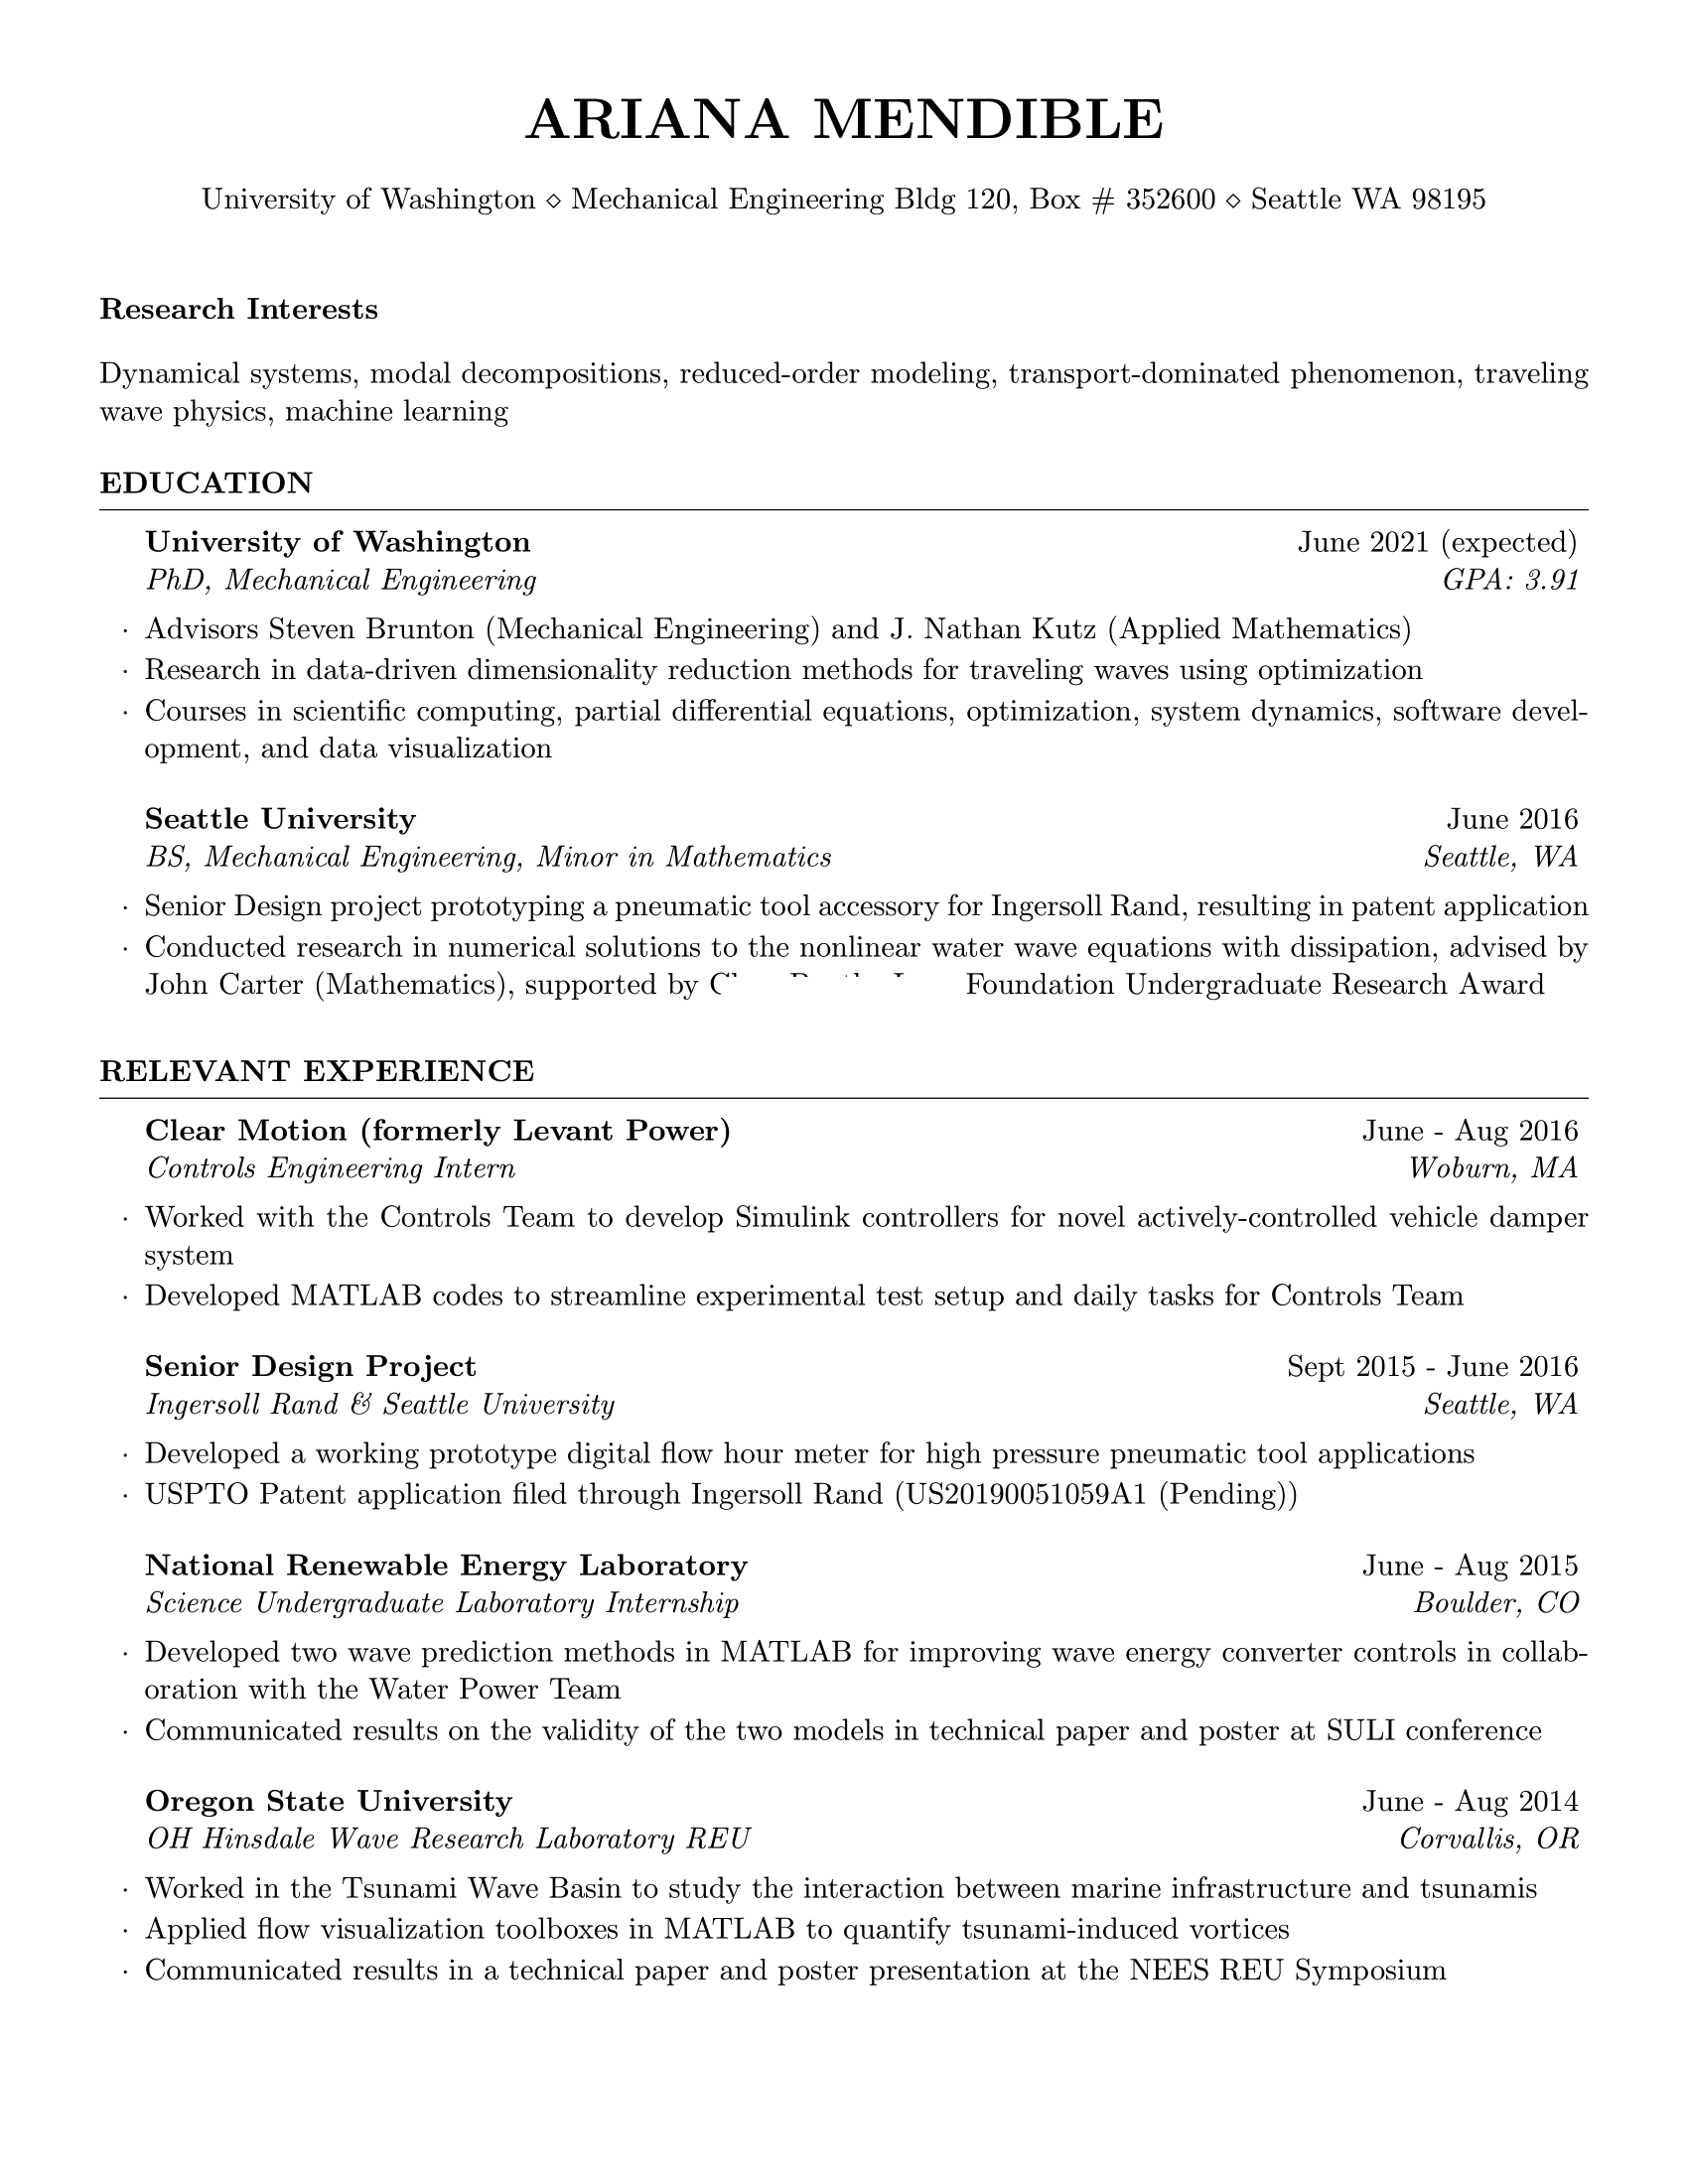 ARIANA MENDIBLE
University of Washington ⋄ Mechanical Engineering Bldg 120, Box # 352600 ⋄ Seattle WA 98195
Research Interests
Dynamical systems, modal decompositions, reduced-order modeling, transport-dominated phenomenon, traveling
wave physics, machine learning
EDUCATION
University of Washington June 2021 (expected)
PhD, Mechanical Engineering GPA: 3.91
· Advisors Steven Brunton (Mechanical Engineering) and J. Nathan Kutz (Applied Mathematics)
· Research in data-driven dimensionality reduction methods for traveling waves using optimization
· Courses in scientific computing, partial differential equations, optimization, system dynamics, software devel-
opment, and data visualization
Seattle University June 2016
BS, Mechanical Engineering, Minor in Mathematics Seattle, WA
· Senior Design project prototyping a pneumatic tool accessory for Ingersoll Rand, resulting in patent application
· Conducted research in numerical solutions to the nonlinear water wave equations with dissipation, advised by
John Carter (Mathematics), supported by Foundation Undergraduate Research Award
RELEVANT EXPERIENCE
Clear Motion (formerly Levant Power) June - Aug 2016
Controls Engineering Intern Woburn, MA
· Worked with the Controls Team to develop Simulink controllers for novel actively-controlled vehicle damper
system
· Developed MATLAB codes to streamline experimental test setup and daily tasks for Controls Team
Senior Design Project Sept 2015 - June 2016
Ingersoll Rand & Seattle University Seattle, WA
· Developed a working prototype digital flow hour meter for high pressure pneumatic tool applications
· USPTO Patent application filed through Ingersoll Rand (US20190051059A1 (Pending))
National Renewable Energy Laboratory June - Aug 2015
Science Undergraduate Laboratory Internship Boulder, CO
· Developed two wave prediction methods in MATLAB for improving wave energy converter controls in collab-
oration with the Water Power Team
· Communicated results on the validity of the two models in technical paper and poster at SULI conference
Oregon State University June - Aug 2014
OH Hinsdale Wave Research Laboratory REU Corvallis, OR
· Worked in the Tsunami Wave Basin to study the interaction between marine infrastructure and tsunamis
· Applied flow visualization toolboxes in MATLAB to quantify tsunami-induced vortices
· Communicated results in a technical paper and poster presentation at the NEES REU Symposium